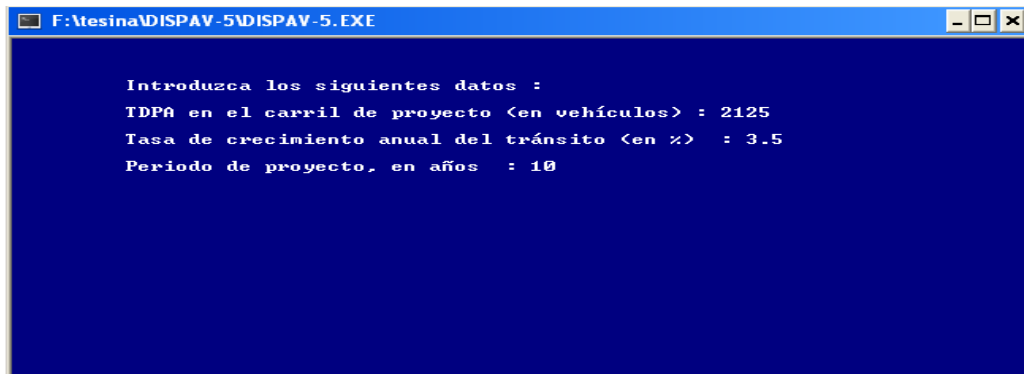 F:\tesina\DISPAV-5\DISPAV-5.EXE
Introduzca los siguientes datos :
TDPA en el carril de proyecto (en vehículos) : 2125
Tasa de crecimiento anual del tránsito (en %) : 3.5
Periodo de proyecto, en años : 10